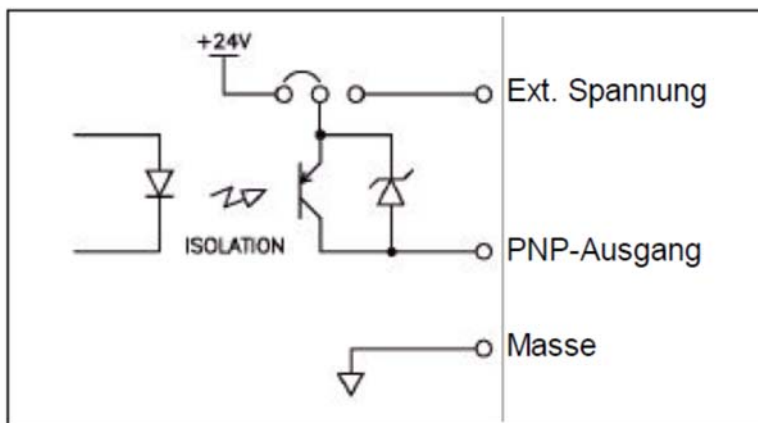 +24V
Ext. Spannung
ISOLATION
PNP-Ausgang
Masse